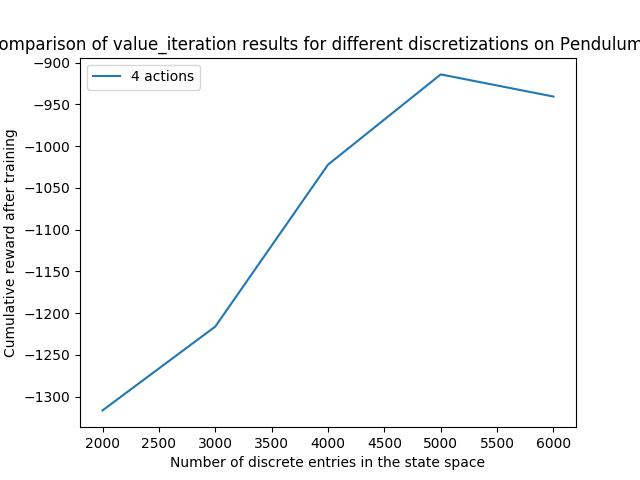 omparison of value_iteration results for different discretizations on Pendulum
4 actions
−900
−950
−1000
−1050
−1100
−1150
−1200
−1250
−1300
Cumulative reward after training
2000 2500 3000 3500 4000 4500 5000 5500 6000
Number of discrete entries in the state space